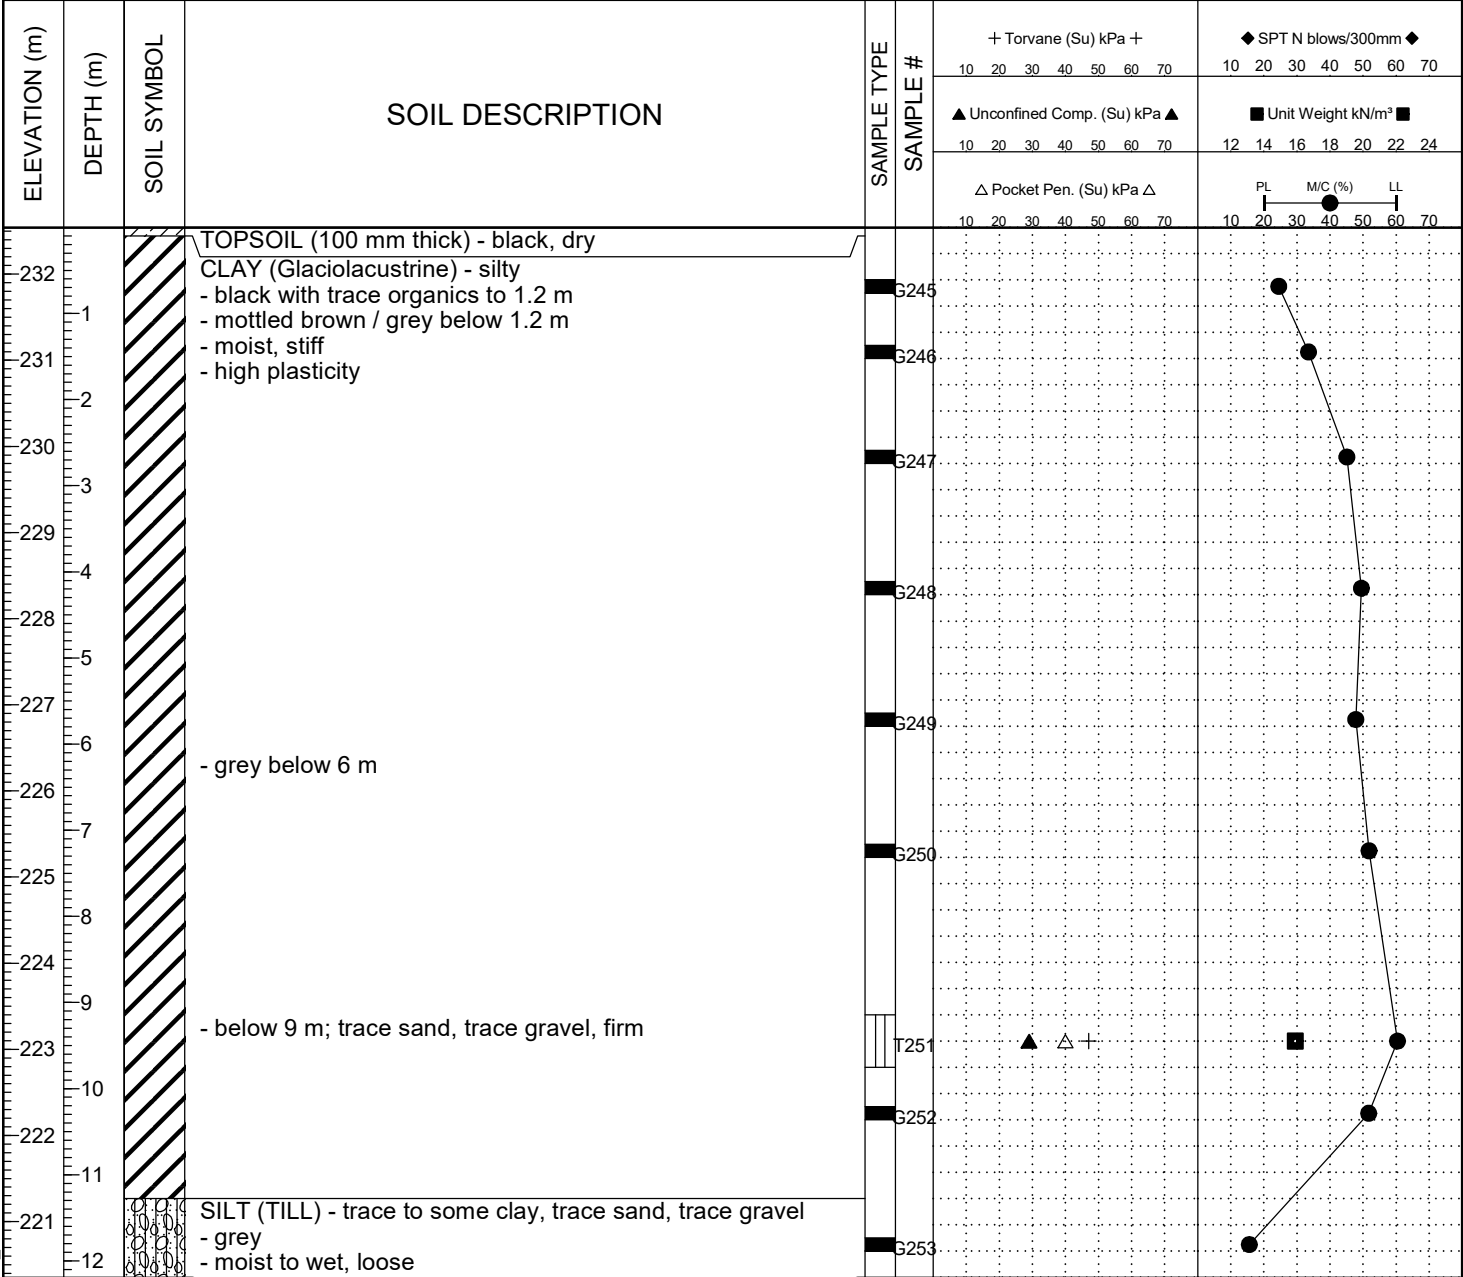 ELEVATION (m)
DEPTH (m)
SOIL SYMBOL
SOIL DESCRIPTION
SAMPLE TYPE
SAMPLE #
+ Torvane (Su) kPa +
10 20 30 40 50 60 70
▲ Unconfined Comp. (Su) kPa ▲
10 20 30 40 50 60 70
△ Pocket Pen. (Su) kPa △
10 20 30 40 50 60 70
◆ SPT N blows/300mm ◆
10 20 30 40 50 60 70
■ Unit Weight kN/m³ ■
12 14 16 18 20 22 24
PL M/C (%) LL
10 20 30 40 50 60 70
TOPSOIL (100 mm thick) - black, dry
232
CLAY (Glaciolacustrine) - silty
G245
- black with trace organics to 1.2 m
1
- mottled brown / grey below 1.2 m
- moist, stiff
231
G246
- high plasticity
2
230
G247
3
229
4
G248
228
5
227
G249
6
- grey below 6 m
226
7
G250
225
8
224
9
- below 9 m; trace sand, trace gravel, firm
223
T251
10
G252
222
11
SILT (TILL) - trace to some clay, trace sand, trace gravel
221
- grey
G253
12
- moist to wet, loose